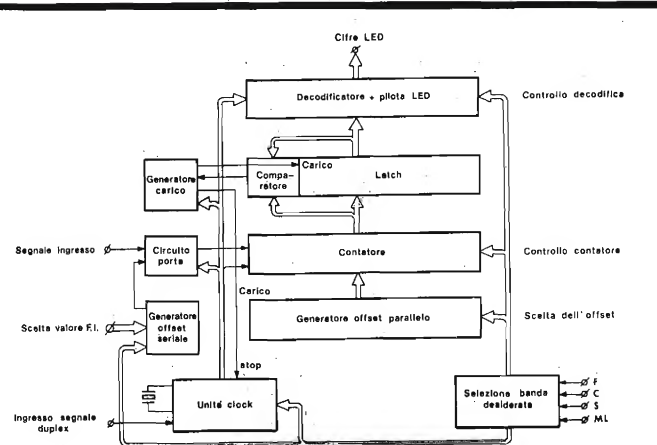 Cifre LED
Decodificatore + pilota LED
Controllo decodifica
Generatore
carico
Compa-
rètore
Carico
Latch
Segnale Ingresso
Circuito
porta
Contatore
Controllo contatore
Carico
Scelta valore F.I.
Generatore
offset
seriale
Generatore offset parallelo
Scelta dell'offset
stop
Unità clock
Ingresso segnale
duplex
Selezione banda
desiderata
F
C
S
ML